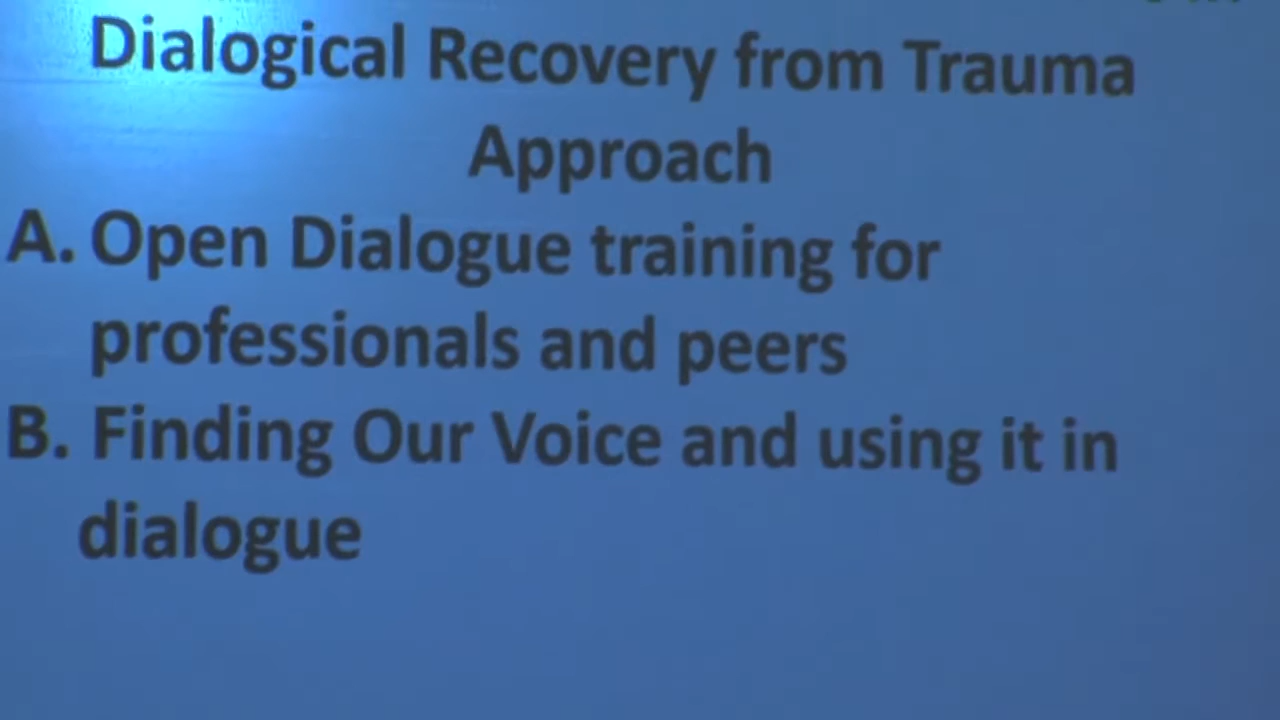 Dialogical Recovery from Trauma
Approach
A. Open Dialogue training for
professionals and peers
B. Finding Our Voice and using it in
dialogue